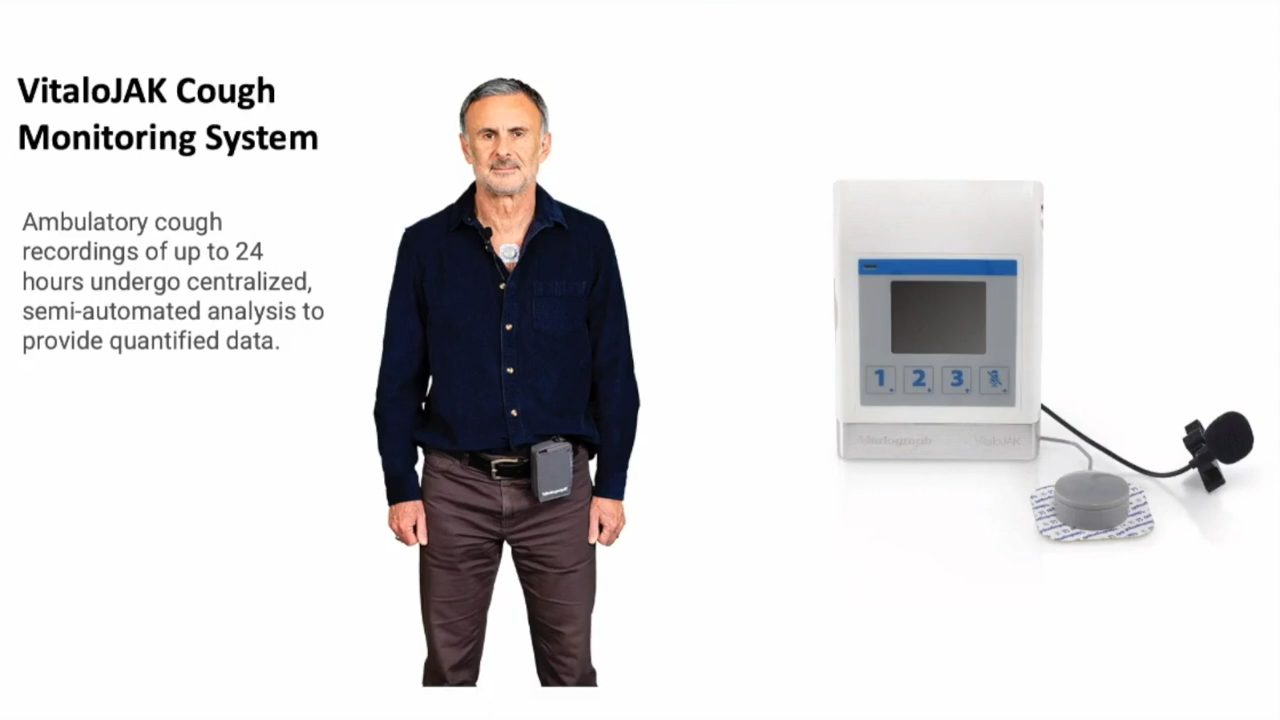 VitaloJAK Cough
Monitoring System
Ambulatory cough
recordings of up to 24
hours undergo centralized,
semi-automated analysis to
provide quantified data.
1 2 3
VitaloJAK